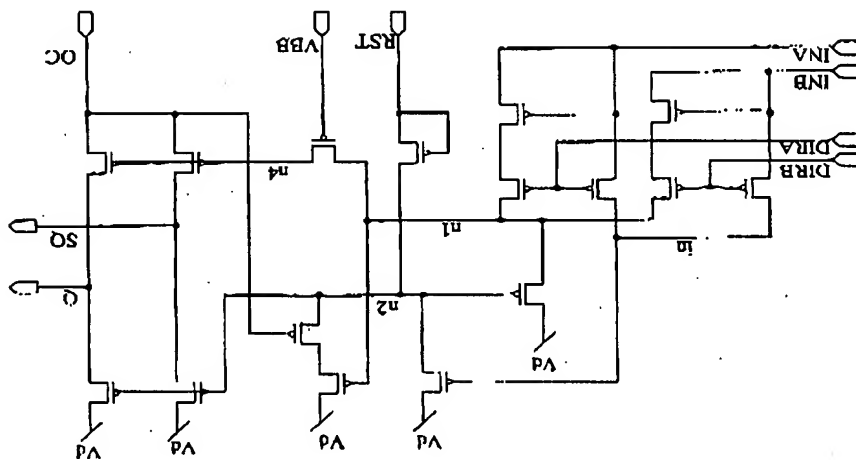 Vd
Vd
Vd
Vd
Vd
n2
Q
in
n1
SQ
DIRB
DIRA
n4
INB
INA
RST
VBB
OC